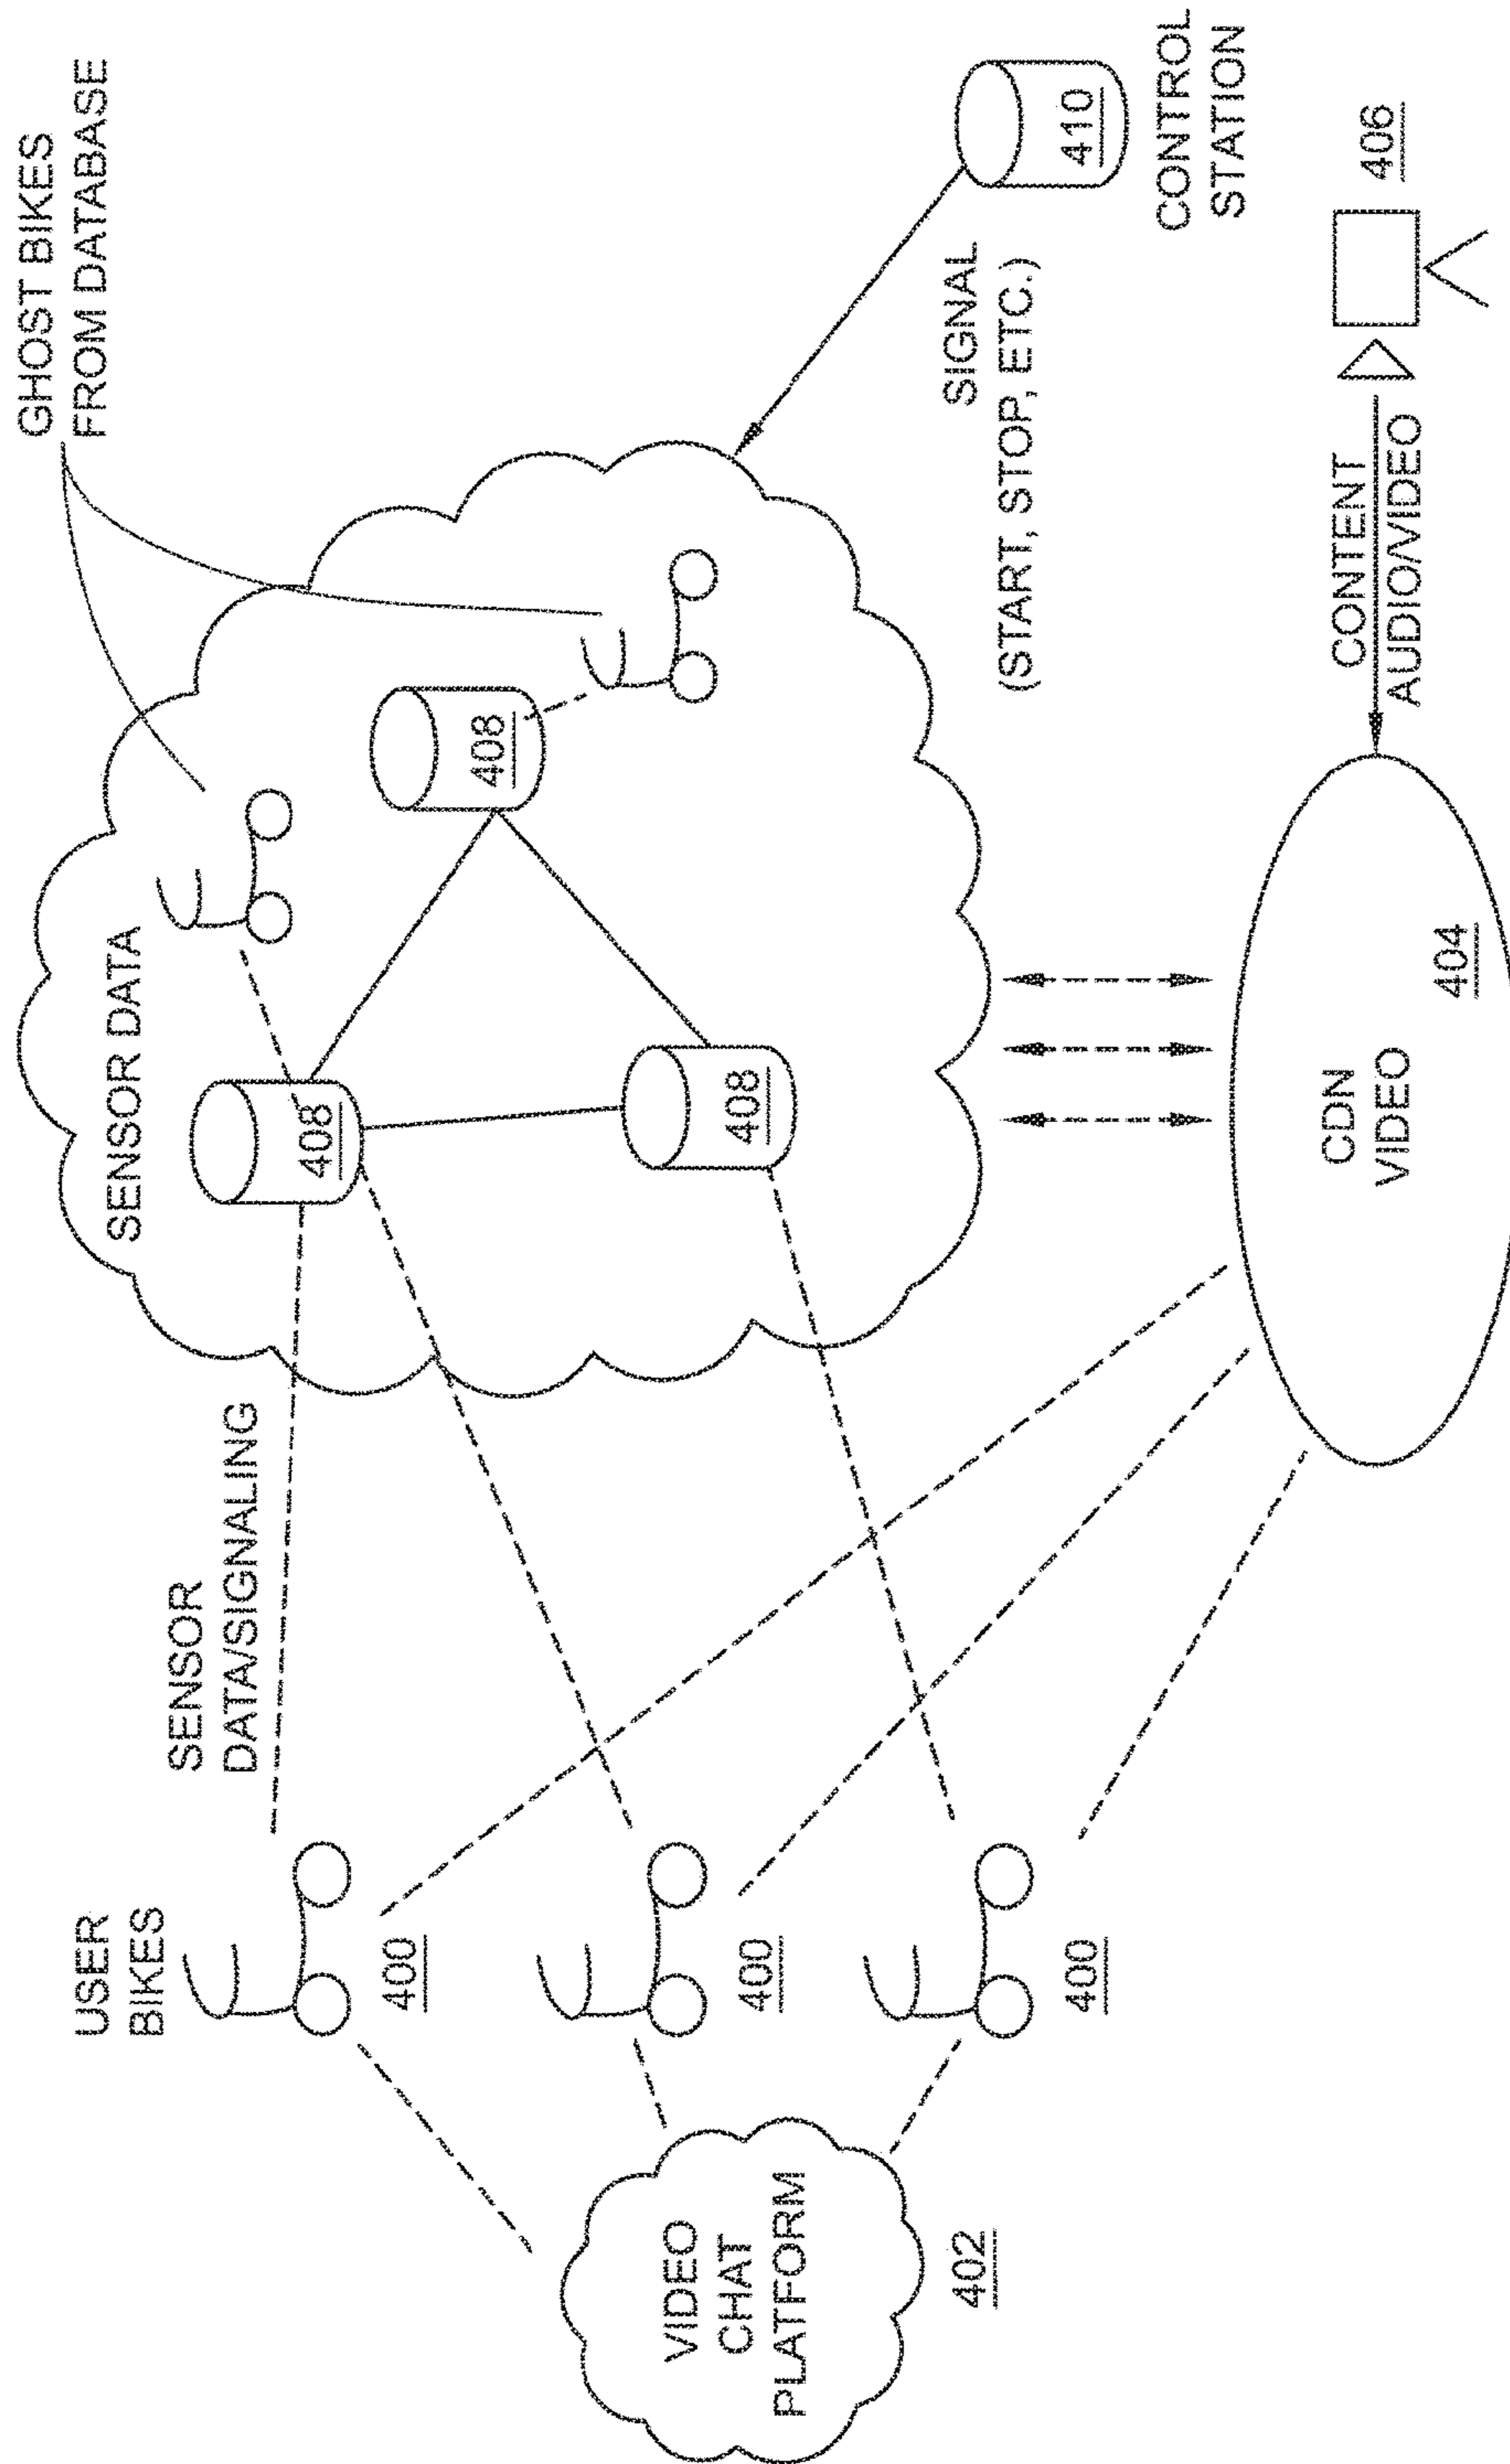 GHOST BIKES
FROM DATABASE
SENSOR DATA
USER
BIKES
SENSOR
DATA/SIGNALING
408
408
408
400
400
400
VIDEO
CHAT
PLATFORM
402
SIGNAL
(START, STOP, ETC.)
410
CONTROL
STATION
CDN
VIDEO
404
CONTENT
AUDIO/VIDEO
406